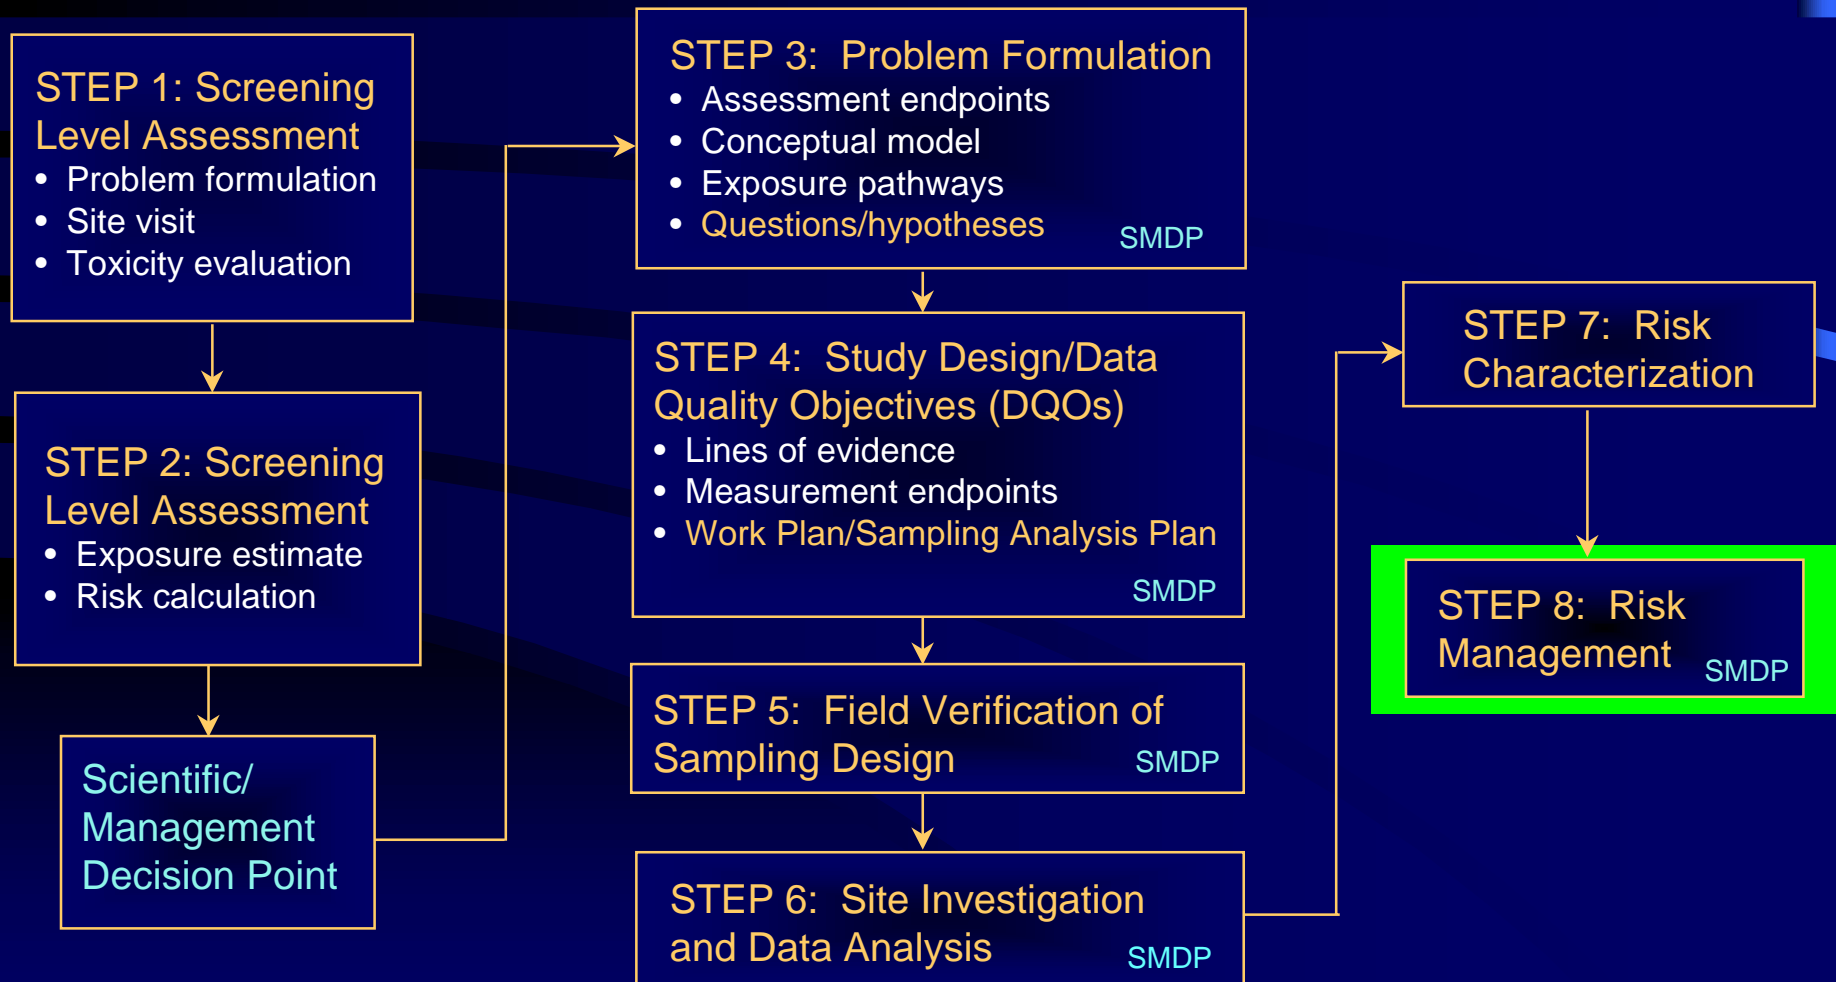 STEP 1: Screening
Level Assessment
• Problem formulation
• Site visit
• Toxicity evaluation
STEP 2: Screening
Level Assessment
• Exposure estimate
• Risk calculation
Scientific/
Management
Decision Point
STEP 3: Problem Formulation
• Assessment endpoints
• Conceptual model
• Exposure pathways
• Questions/hypotheses
SMDP
STEP 4: Study Design/Data
Quality Objectives (DQOs)
• Lines of evidence
• Measurement endpoints
• Work Plan/Sampling Analysis Plan
SMDP
STEP 5: Field Verification of
Sampling Design
SMDP
STEP 6: Site Investigation
and Data Analysis
SMDP
STEP 7: Risk
Characterization
STEP 8: Risk
Management
SMDP